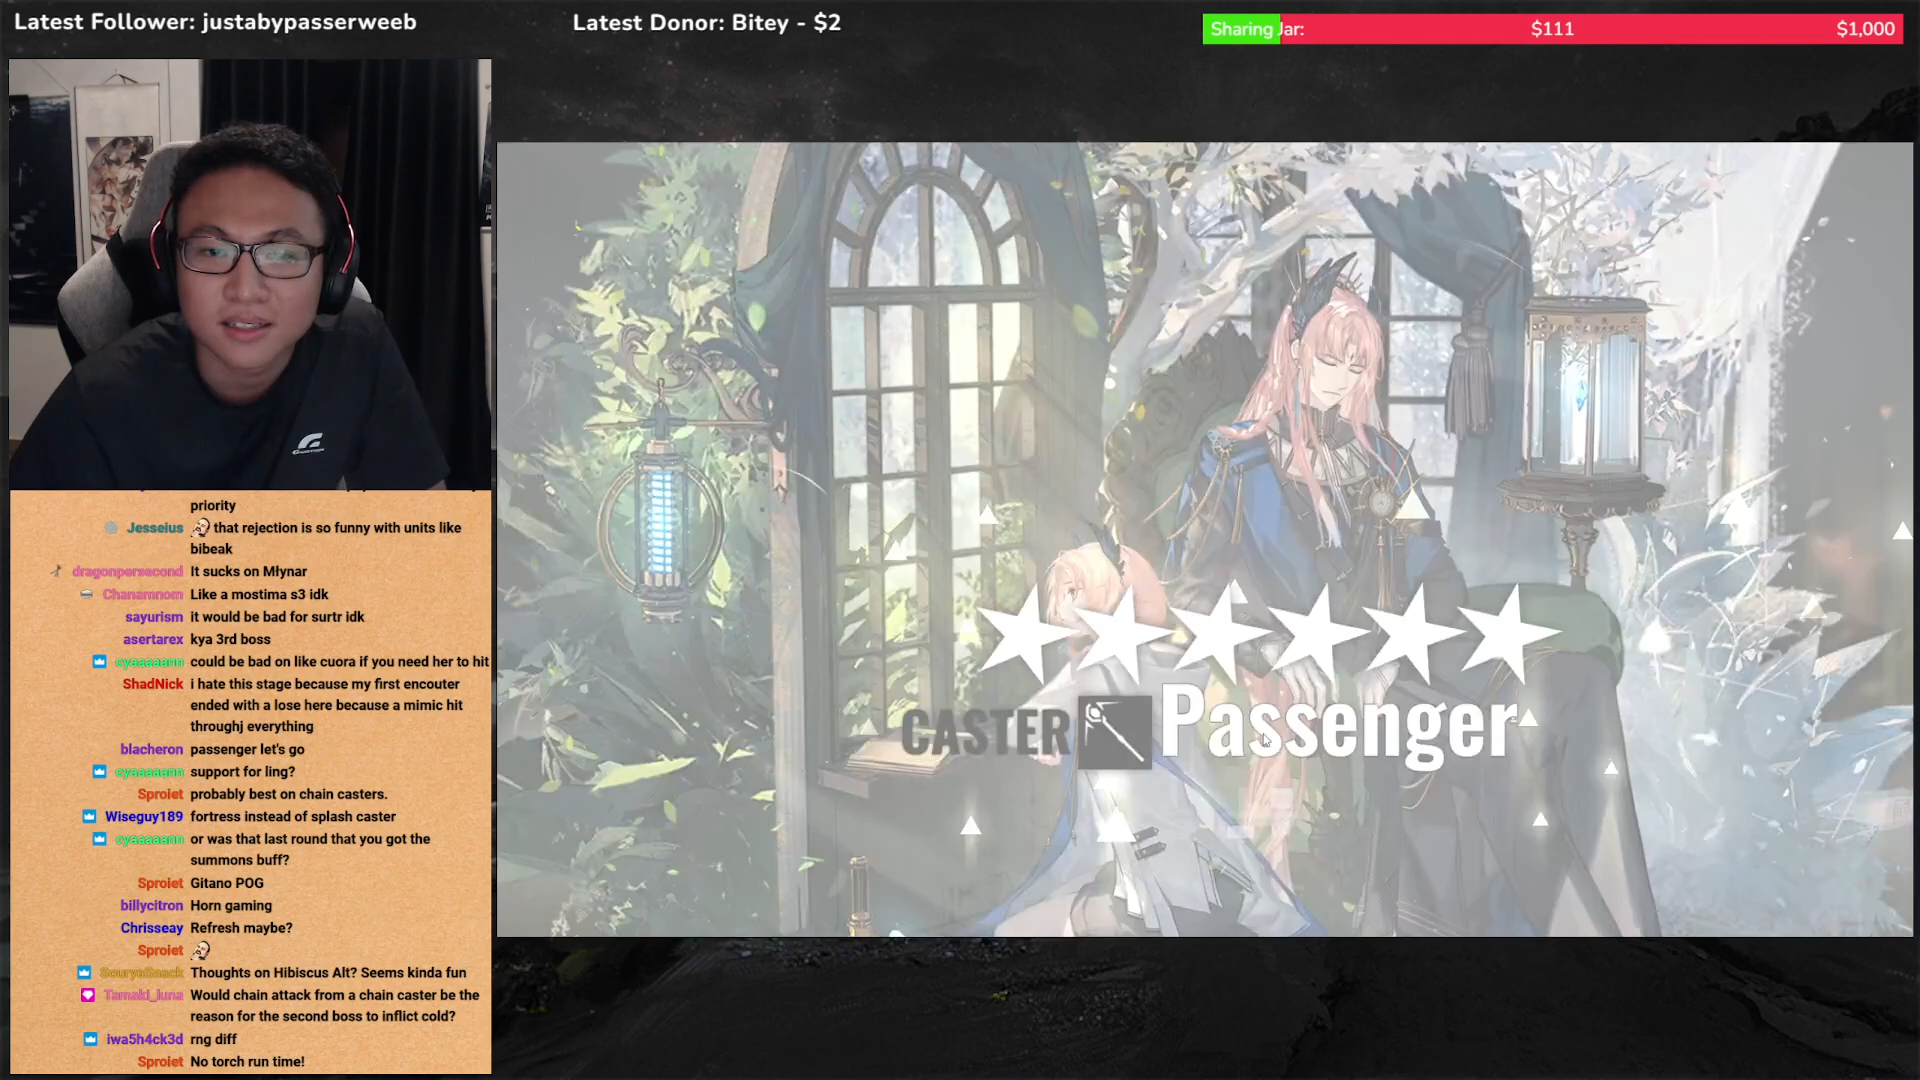 Latest Follower: justabypasserweeb
Latest Donor: Bitey - $2
Sharing Jar: $111 $1,000
priority
Jesseius that rejection is so funny with units like
bibeak
dragonpersecond It sucks on Młynar
Chanamnom Like a mostima s3 idk
sayurism it would be bad for surtr idk
asertarex kya 3rd boss
cyaaaaann could be bad on like cuora if you need her to hit
ShadNick i hate this stage because my first encouter
ended with a lose here because a mimic hit
throughj everything
blacheron passenger let's go
cyaaaaann support for ling?
Sproiet probably best on chain casters.
Wiseguy189 fortress instead of splash caster
cyaaaaann or was that last round that you got the
summons buff?
Sproiet Gitano POG
billycitron Horn gaming
Chrisseay Refresh maybe?
Sproiet
SouryaSnack Thoughts on Hibiscus Alt? Seems kinda fun
Tamaki_luna Would chain attack from a chain caster be the
reason for the second boss to inflict cold?
iwa5h4ck3d rng diff
Sproiet No torch run time!
CASTER Passenger